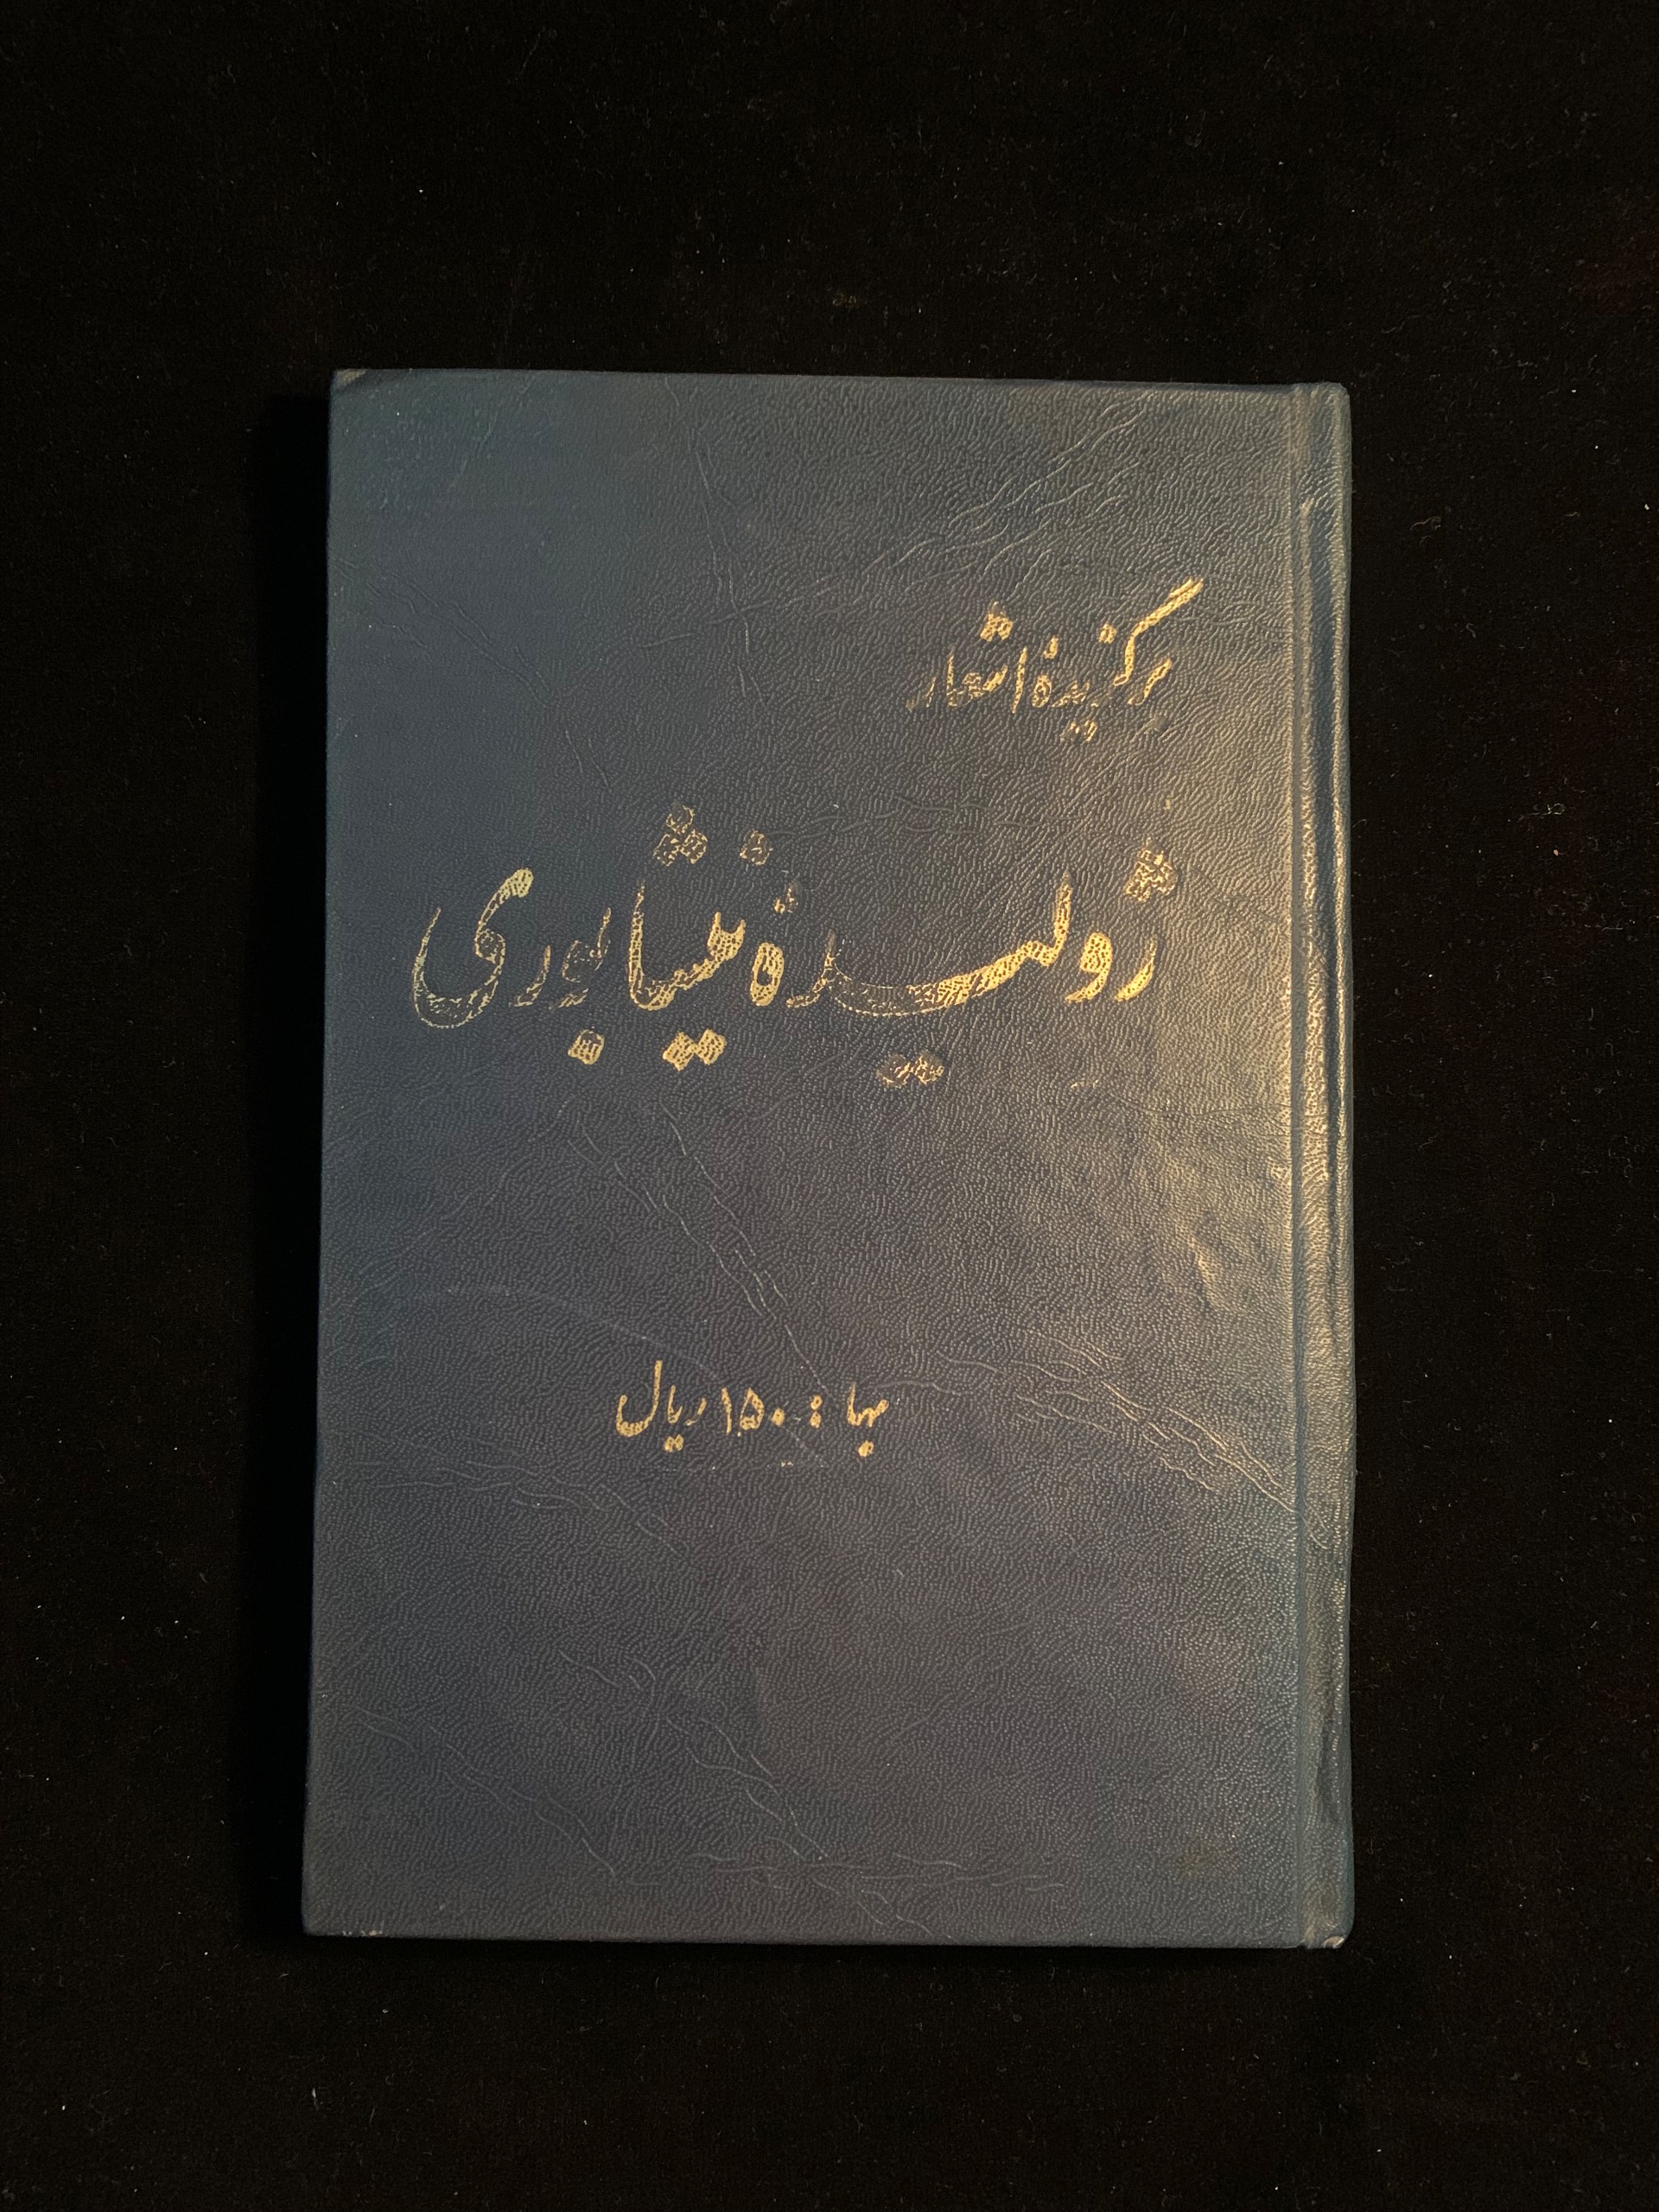 برگزیدهٔ اشعار
ژولیدهٔ نیشابوری
بها : ۱۵۰ ریال